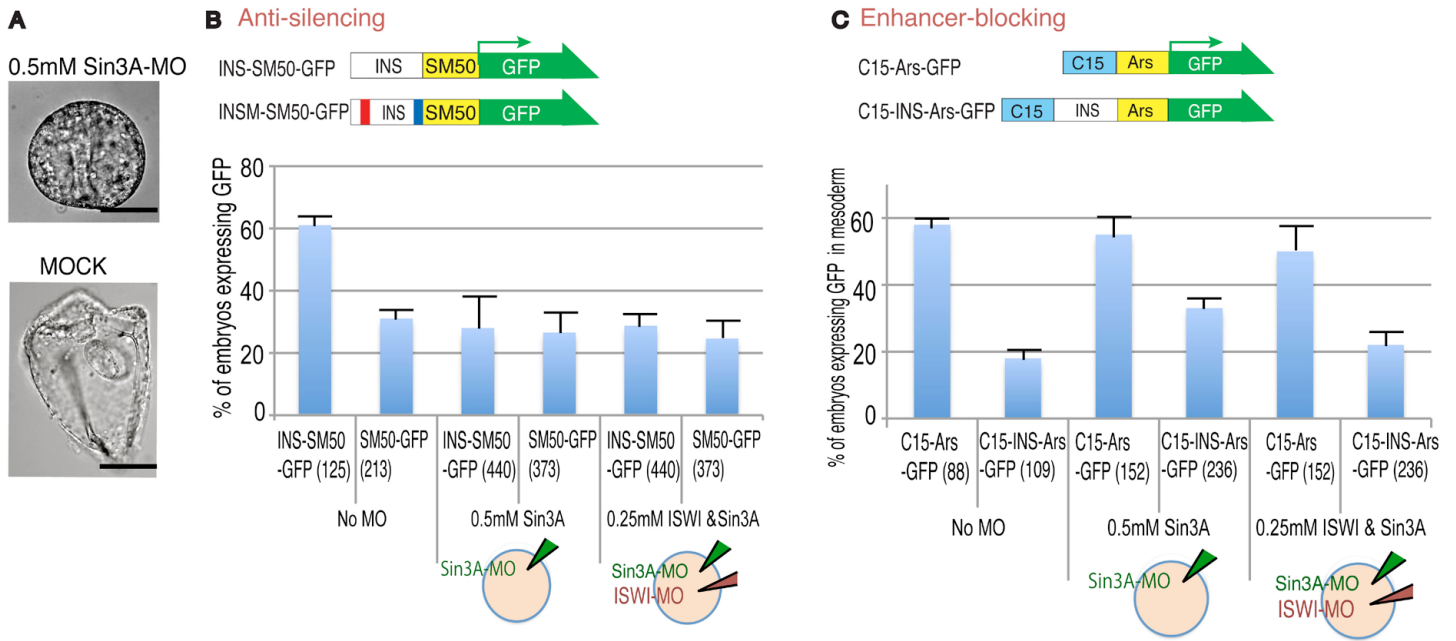 A
0.5mM Sin3A-MO
MOCK
B Anti-silencing
INS-SM50-GFP
INS SM50 GFP
INSM-SM50-GFP
INS SM50 GFP
% of embryos expressing GFP
80
60
40
20
0
INS-SM50 SM50-GFP INS-SM50 SM50-GFP INS-SM50 SM50-GFP
-GFP (125) (213) -GFP (440) (373) -GFP (440) (373)
No MO 0.5mM Sin3A 0.25mM ISWI &Sin3A
Sin3A-MO
Sin3A-MO
ISWI-MO
C Enhancer-blocking
C15-Ars-GFP
C15 Ars GFP
C15-INS-Ars-GFP
C15 INS Ars GFP
% of embryos expressing GFP in mesoderm
60
40
20
0
C15-Ars C15-INS-Ars C15-Ars C15-INS-Ars C15-Ars C15-INS-Ars
-GFP (88) -GFP (109) -GFP (152) -GFP (236) -GFP (152) -GFP (236)
No MO 0.5mM Sin3A 0.25mM ISWI & Sin3A
Sin3A-MO
Sin3A-MO
ISWI-MO